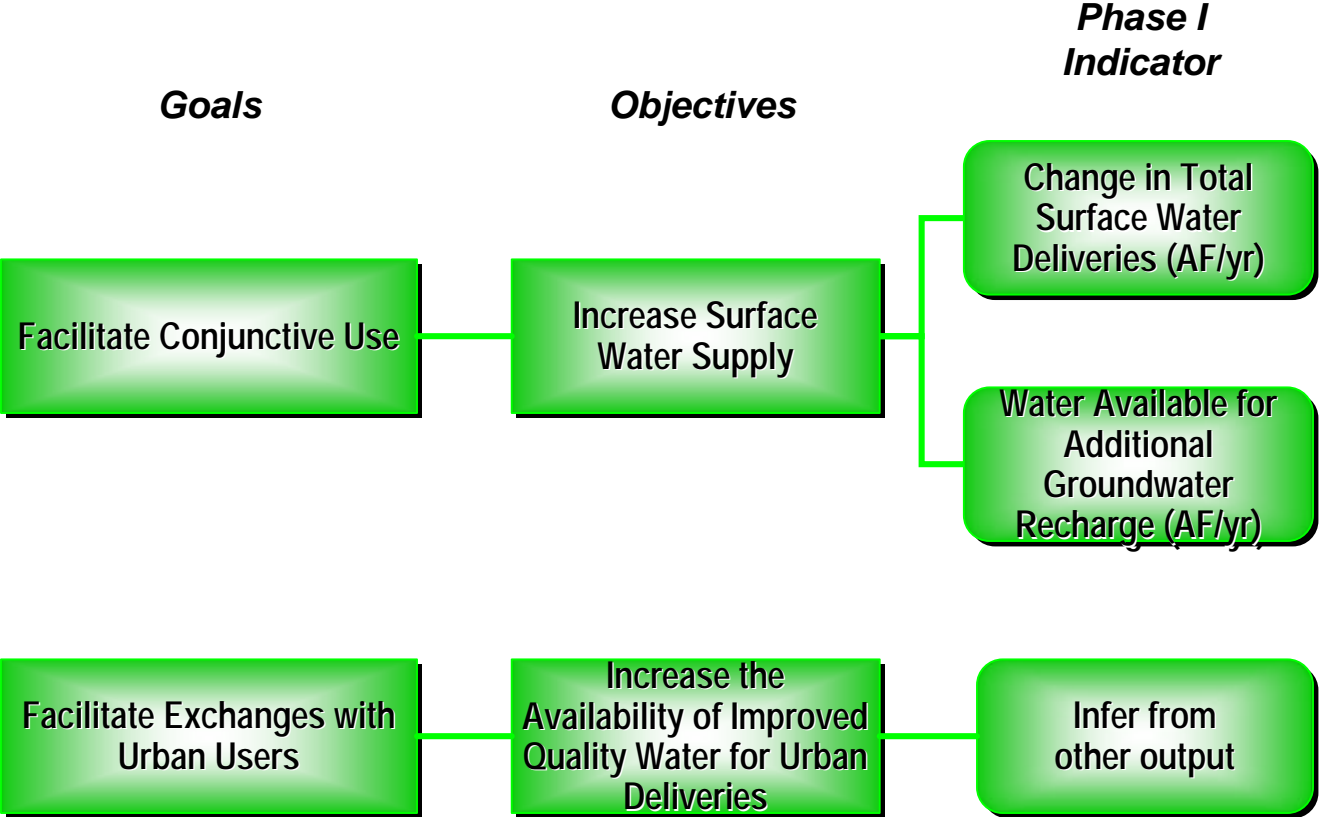 Phase I
Indicator
Goals
Objectives
Change in Total
Surface Water
Deliveries (AF/yr)
Facilitate Conjunctive Use
Increase Surface
Water Supply
Water Available for
Additional
Groundwater
Recharge (AF/yr)
Facilitate Exchanges with
Urban Users
Increase the
Availability of Improved
Quality Water for Urban
Deliveries
Infer from
other output